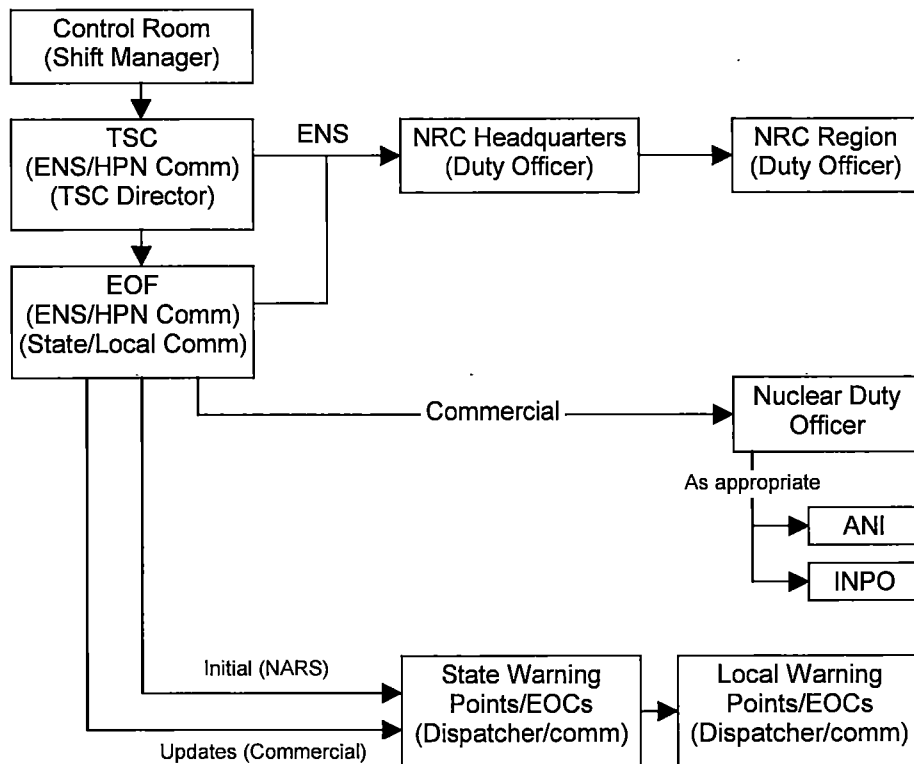 Control Room
(Shift Manager)
TSC
(ENS/HPN Comm)
(TSC Director)
ENS
NRC Headquarters
(Duty Officer)
NRC Region
(Duty Officer)
EOF
(ENS/HPN Comm)
(State/Local Comm)
Commercial
Nuclear Duty
Officer
As appropriate
ANI
INPO
Initial (NARS)
Updates (Commercial)
State Warning
Points/EOCs
(Dispatcher/comm)
Local Warning
Points/EOCs
(Dispatcher/comm)